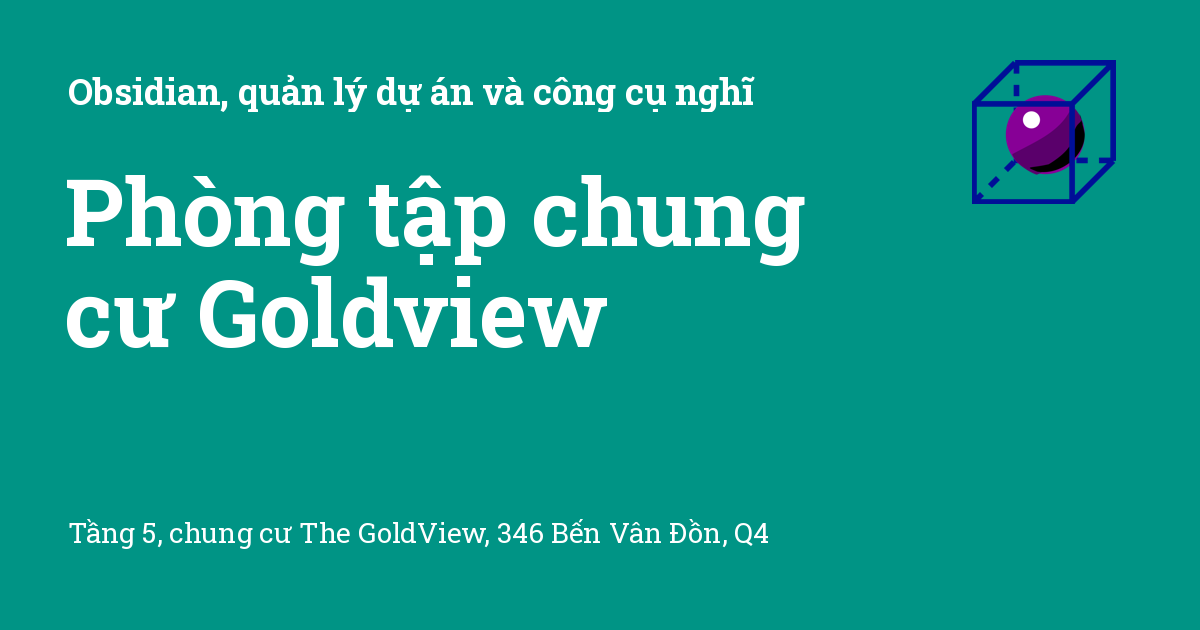 Obsidian, quản lý dự án và công cụ nghĩ
Phòng tập chung
cư Goldview
Tầng 5, chung cư The GoldView, 346 Bến Vân Đồn, Q4